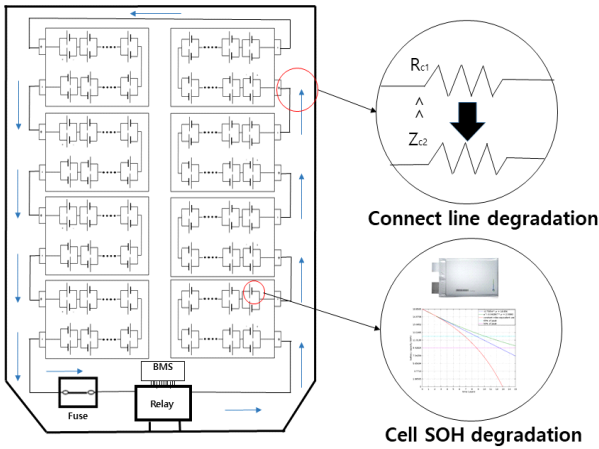 Rc1
^
^
Zc2
Connect line degradation
BMS
Relay
Fuse
Cell SOH degradation